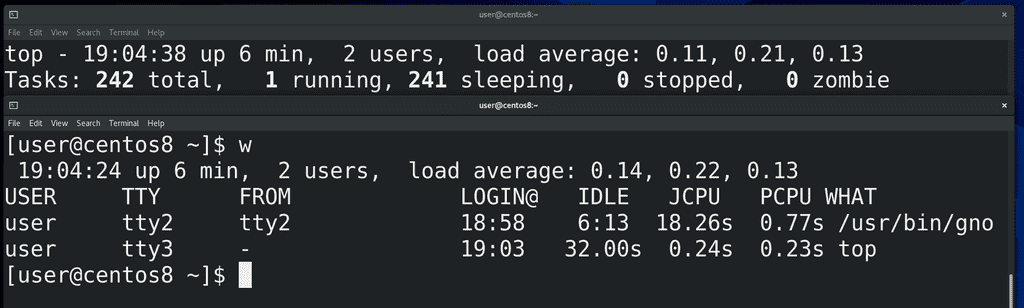 user@centos8:~ ×
File Edit View Search Terminal Help
top - 19:04:38 up 6 min,  2 users,  load average: 0.11, 0.21, 0.13
Tasks: 242 total,   1 running, 241 sleeping,   0 stopped,   0 zombie
user@centos8:~ ×
File Edit View Search Terminal Help
[user@centos8 ~]$ w
 19:04:24 up 6 min,  2 users,  load average: 0.14, 0.22, 0.13
USER     TTY      FROM             LOGIN@   IDLE   JCPU   PCPU WHAT
user     tty2     tty2             18:58    6:13  18.26s  0.77s /usr/bin/gno
user     tty3     -                19:03   32.00s  0.24s  0.23s top
[user@centos8 ~]$